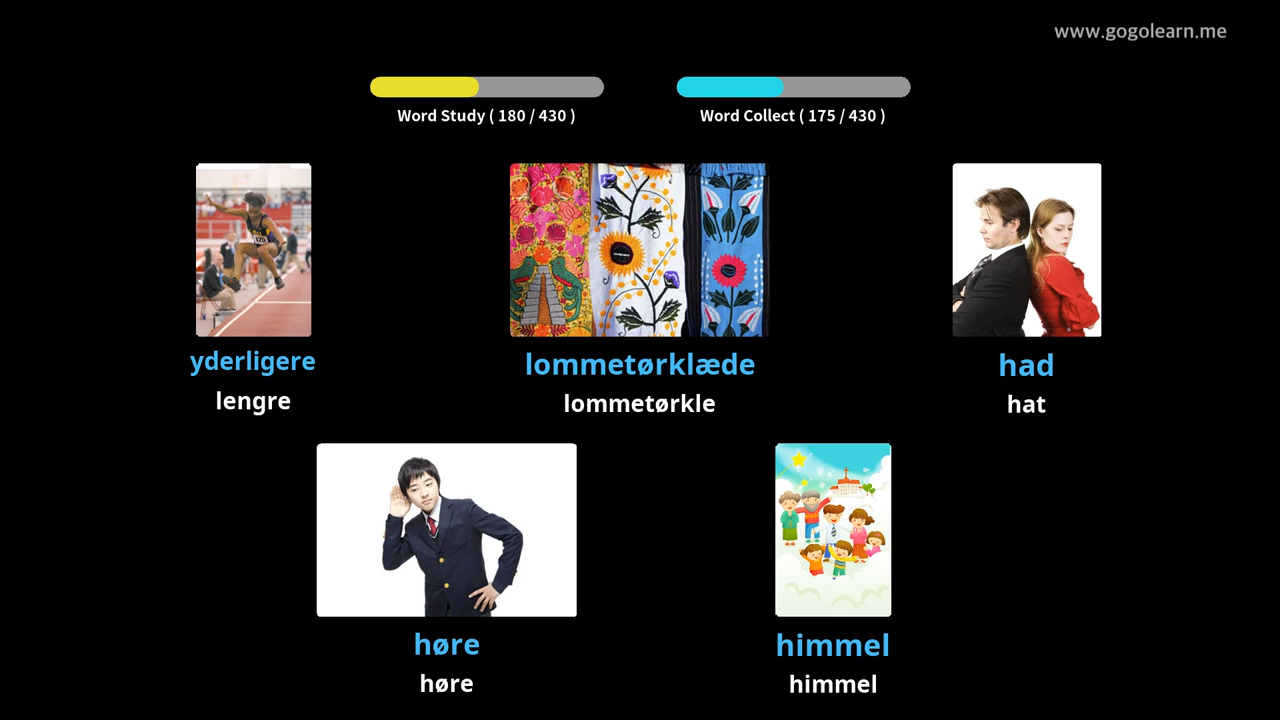 www.gogolearn.me
Word Study ( 180 / 430 )
Word Collect ( 175 / 430 )
yderligere
lengre
lommetørklæde
lommetørkle
had
hat
høre
høre
himmel
himmel